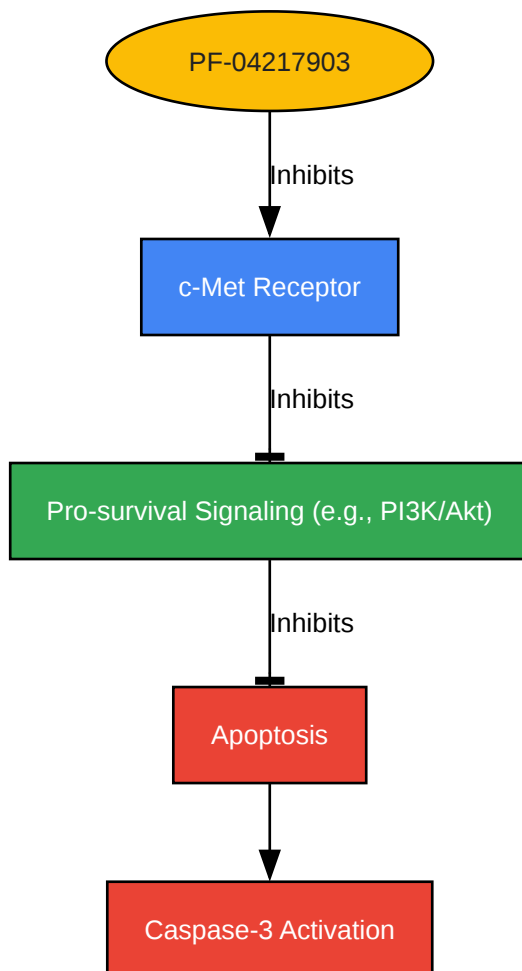 PF-04217903
Inhibits
c-Met Receptor
Inhibits
Pro-survival Signaling (e.g., PI3K/Akt)
Inhibits
Apoptosis
Caspase-3 Activation